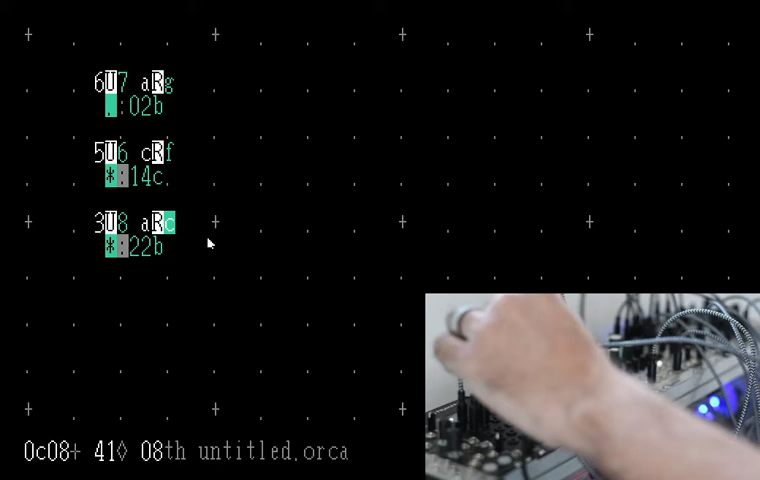 6U7 aRg
.:02b
5U6 cRf
*:14c.
3U8 aRc
*:22b
0c08+ 41◊ 08th untitled.orca